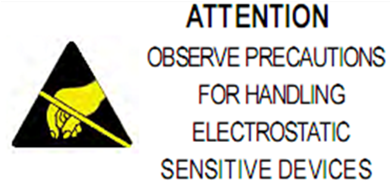 ATTENTION
OBSERVE PRECAUTIONS
FOR HANDLING
ELECTROSTATIC
SENSITIVE DEVICES